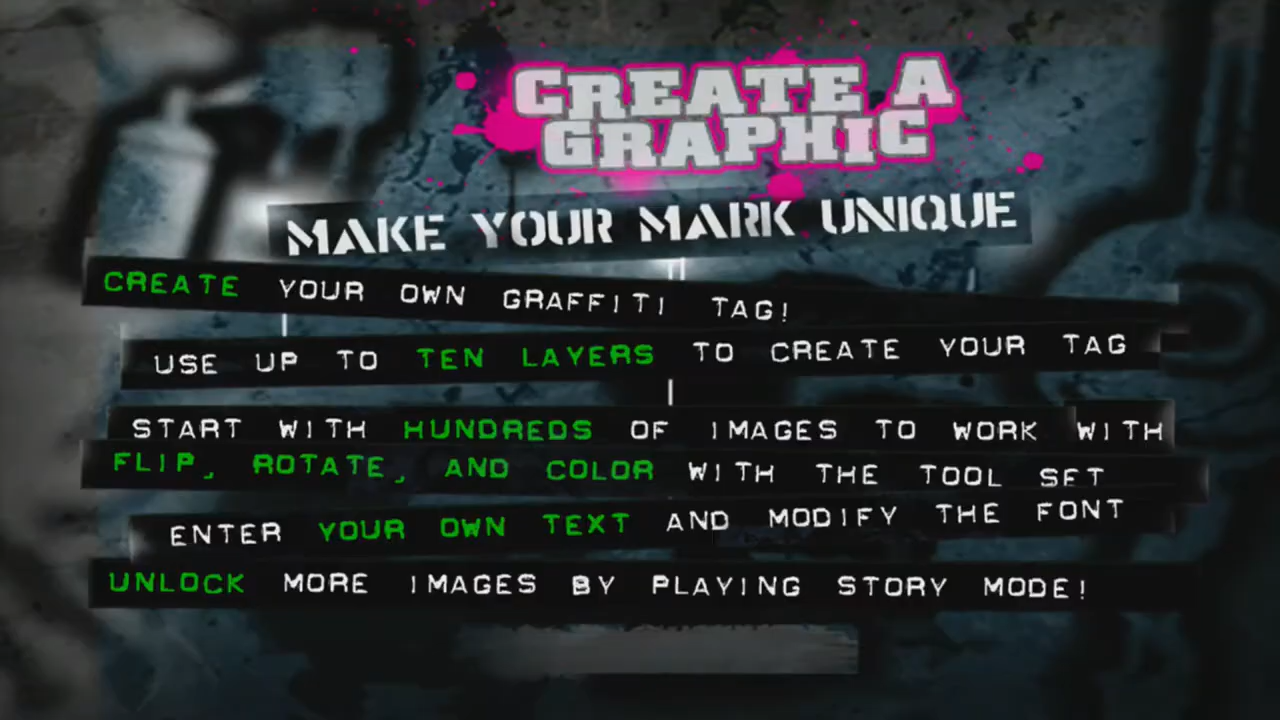 CREATE A
GRAPHIC
MAKE YOUR MARK UNIQUE
CREATE YOUR OWN GRAFFITI TAG!
USE UP TO TEN LAYERS TO CREATE YOUR TAG
START WITH HUNDREDS OF IMAGES TO WORK WITH
FLIP, ROTATE, AND COLOR WITH THE TOOL SET
ENTER YOUR OWN TEXT AND MODIFY THE FONT
UNLOCK MORE IMAGES BY PLAYING STORY MODE!